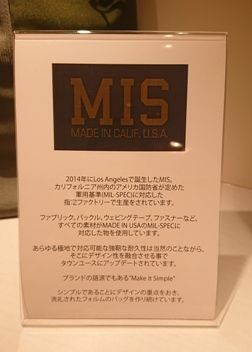 MIS
MADE IN CALIF. U.S.A.
2014年にLos Angelesで誕生したMIS。
カリフォルニア州内のアメリカ国防省が定めた
軍用基準(MIL-SPEC)に対応した
指定ファクトリーで生産をされています。
ファブリック、バックル、ウェビングテープ、ファスナーなど、
すべての素材がMADE IN USAのMIL-SPECに
対応した物を使用しています。
あらゆる極地で対応可能な強靭な耐久性は当然のことながら、
そこにデザイン性を融合させる事で
タウンユースにアップデートされています。
ブランドの語源でもある"Make It Simple"
シンプルであることにデザインの重点をおき、
洗礼されたフォルムのバッグを作り続けています。